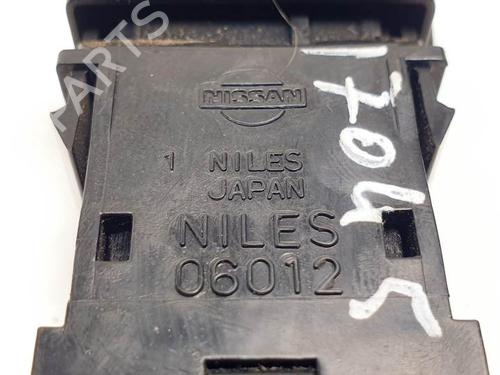 NISSAN
1 NILES
JAPAN
NILES
06012
PARTS